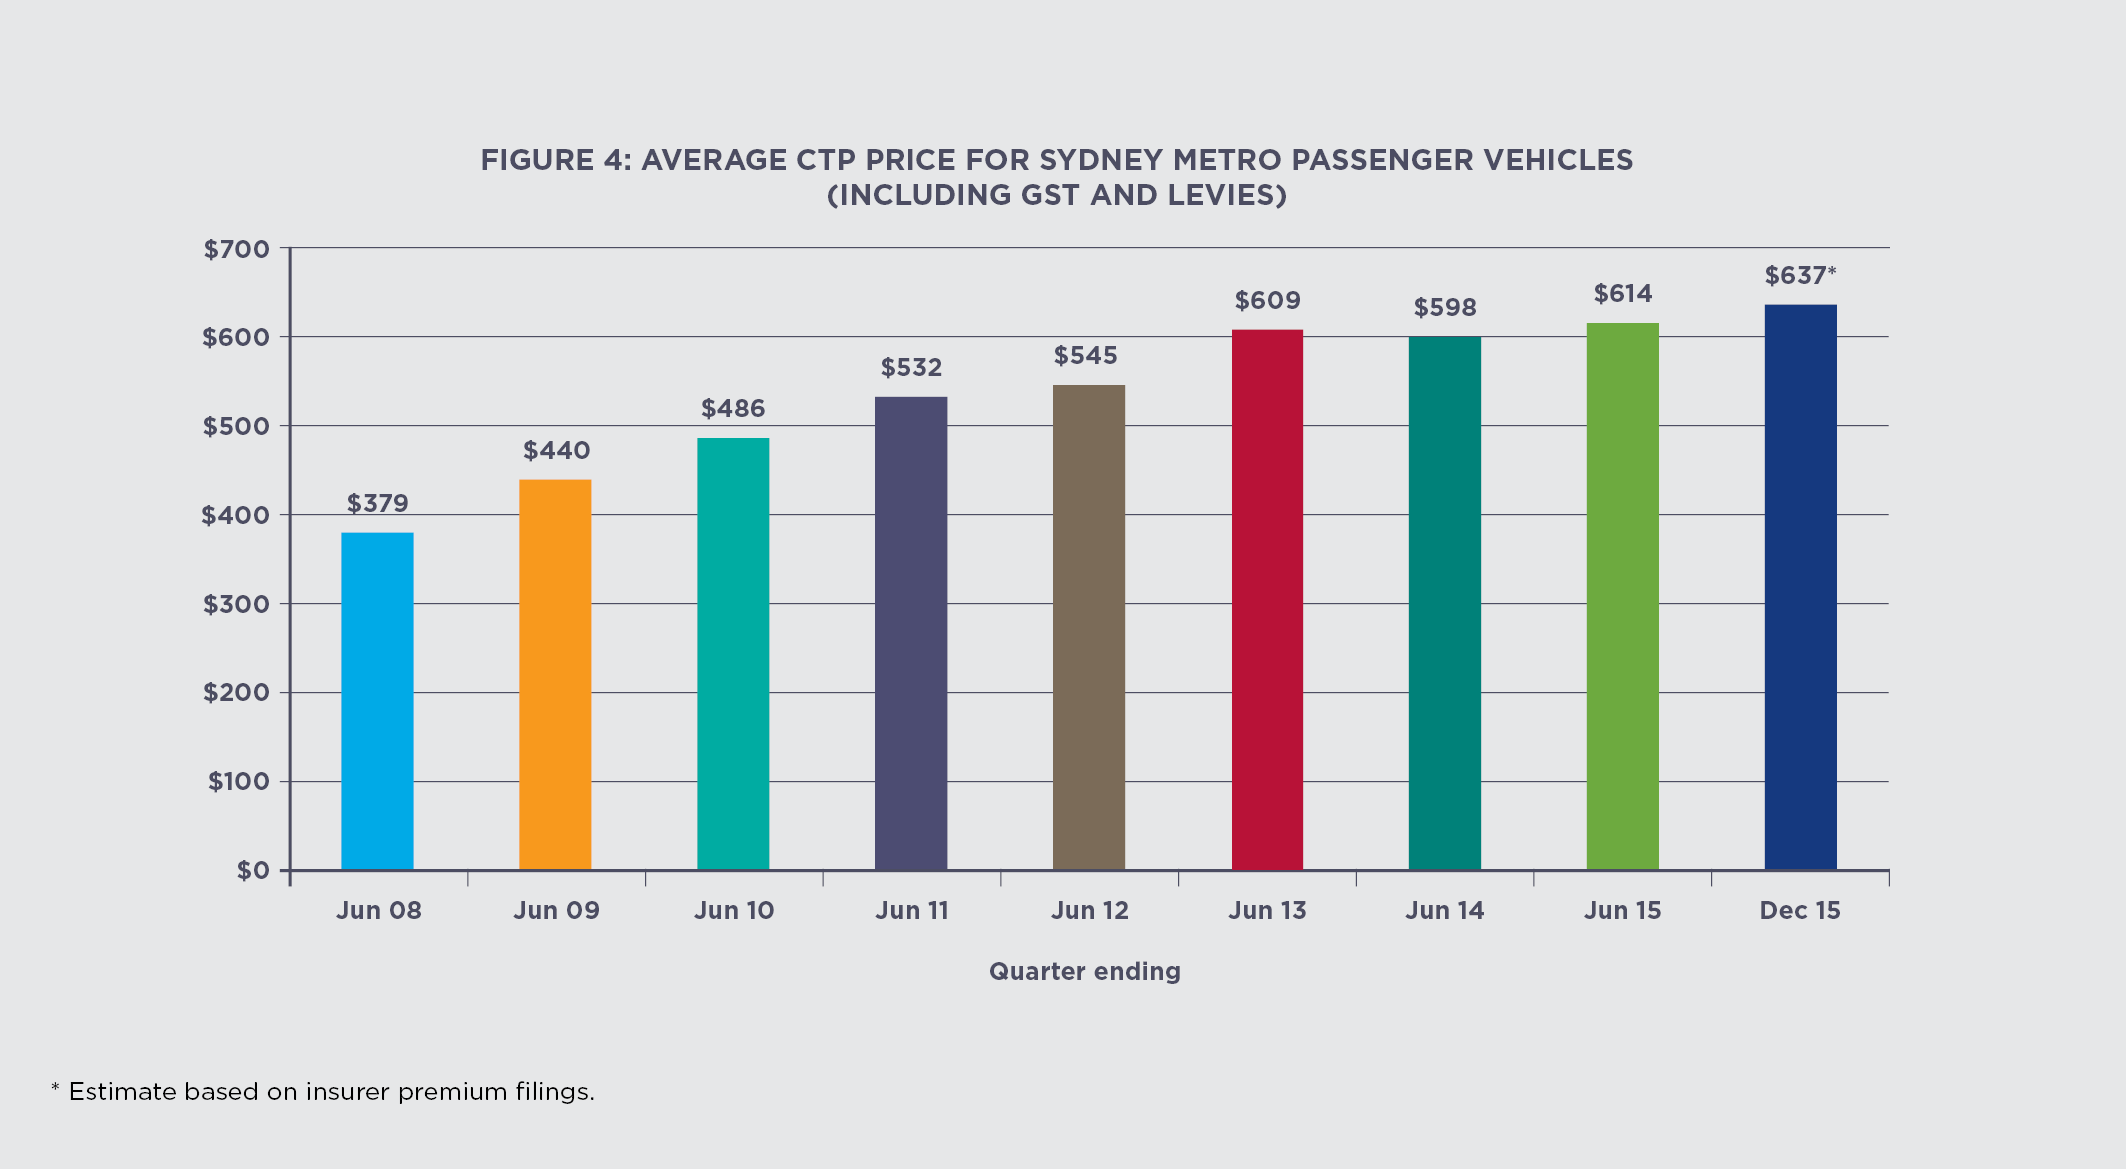 FIGURE 4: AVERAGE CTP PRICE FOR SYDNEY METRO PASSENGER VEHICLES
(INCLUDING GST AND LEVIES)
$700
$600
$500
$400
$300
$200
$100
$0
$379
$440
$486
$532
$545
$609
$598
$614
$637*
Jun 08
Jun 09
Jun 10
Jun 11
Jun 12
Jun 13
Jun 14
Jun 15
Dec 15
Quarter ending
* Estimate based on insurer premium filings.